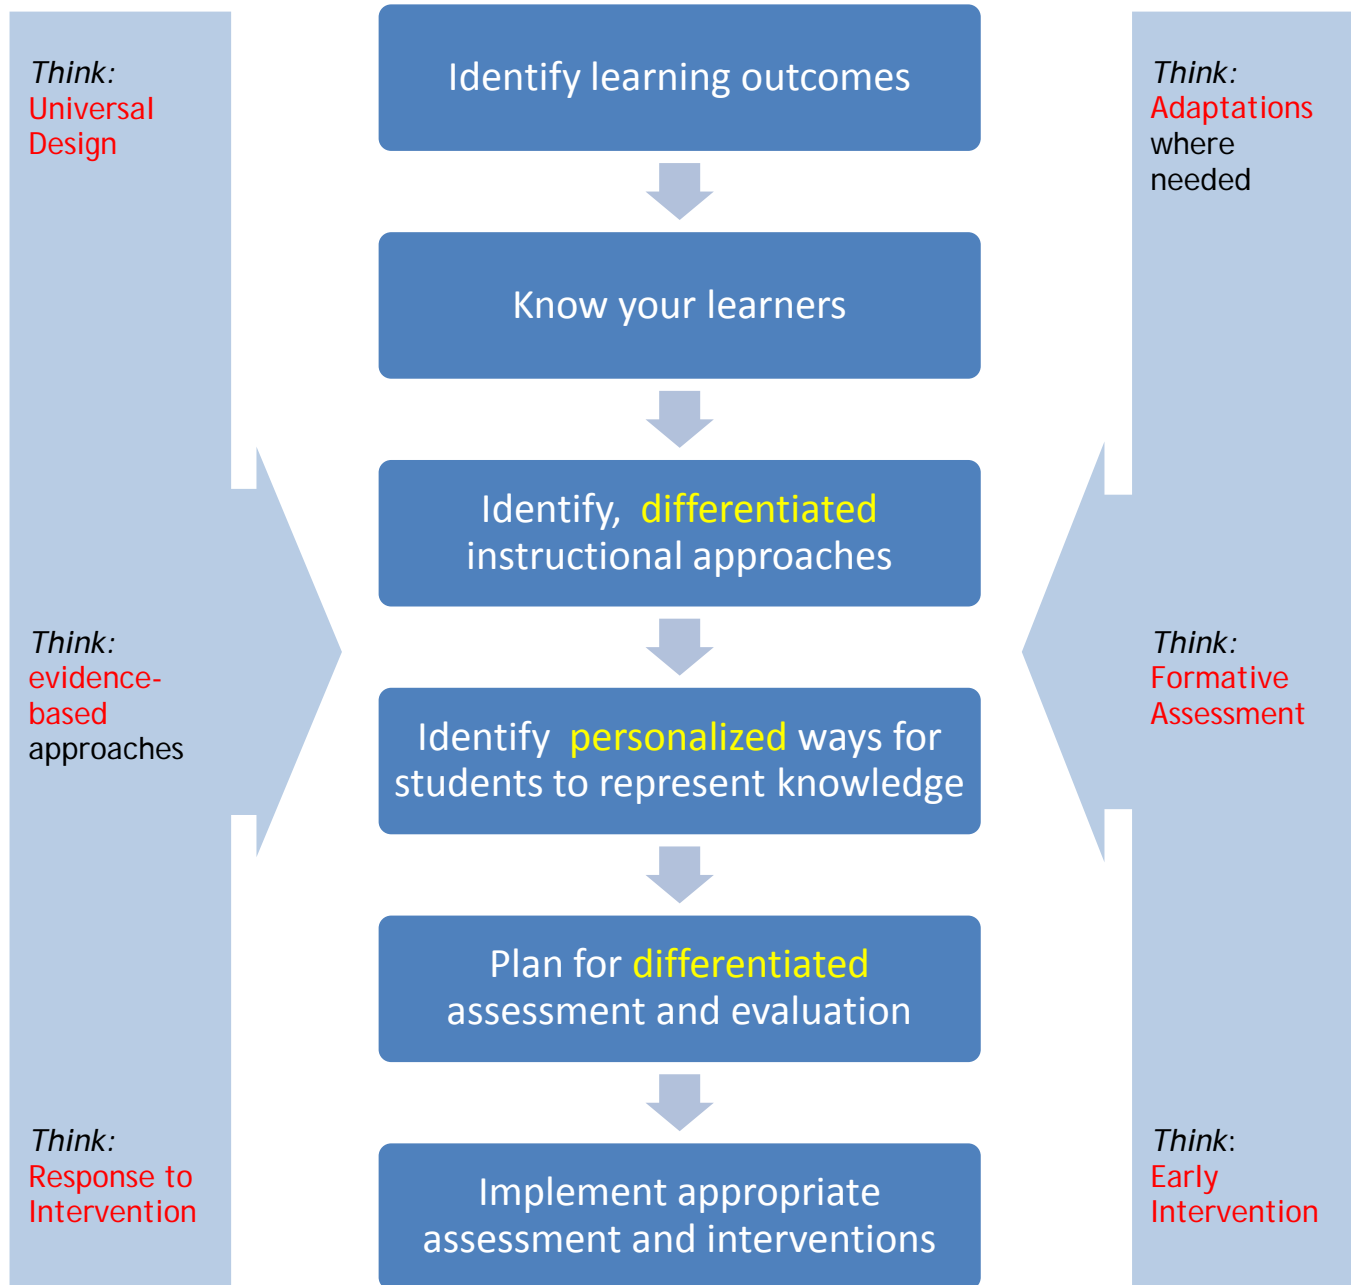 Think:
Universal
Design
Think:
evidence-
based
approaches
Think:
Response to
Intervention
Identify learning outcomes
Know your learners
Identify, differentiated
instructional approaches
Identify personalized ways for
students to represent knowledge
Plan for differentiated
assessment and evaluation
Implement appropriate
assessment and interventions
Think:
Adaptations
where
needed
Think:
Formative
Assessment
Think:
Early
Intervention